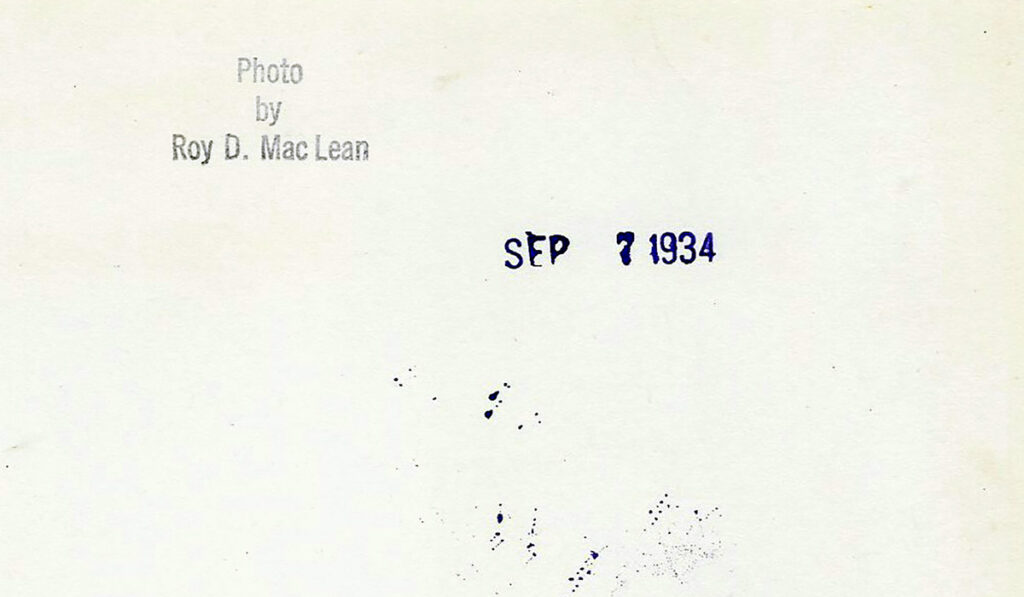 Photo
by
Roy D. Mac Lean
SEP 7 1934